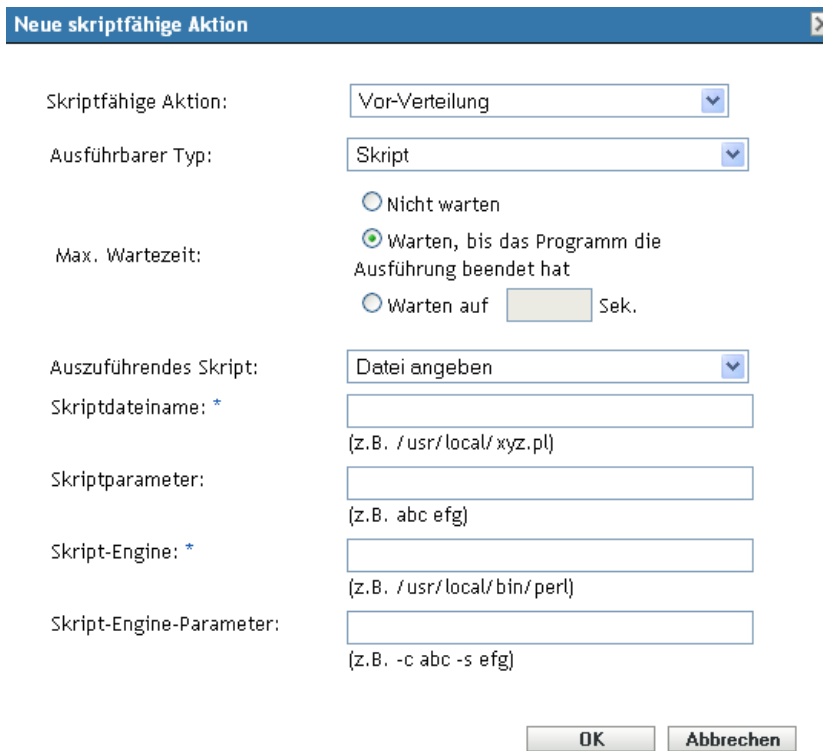 Neue skriptfähige Aktion
Skriptfähige Aktion: Vor-Verteilung
Ausführbarer Typ: Skript
Nicht warten
Max. Wartezeit: Warten, bis das Programm die
Ausführung beendet hat
Warten auf Sek.
Auszuführendes Skript: Datei angeben
Skriptdateiname: *
(z.B. /usr/local/xyz.pl)
Skriptparameter:
(z.B. abc efg)
Skript-Engine: *
(z.B. /usr/local/bin/perl)
Skript-Engine-Parameter:
(z.B. -c abc -s efg)
OK Abbrechen